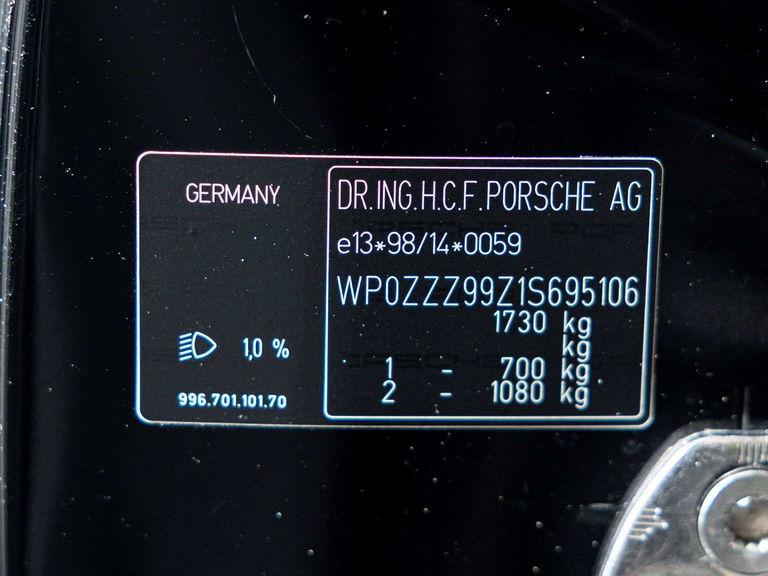 GERMANY
1,0 %
996.701.101.70
DR.ING.H.C.F.PORSCHE AG
e13*98/14*0059
WP0ZZZ99Z1S695106
1730 kg
kg
1 - 700 kg
2 - 1080 kg